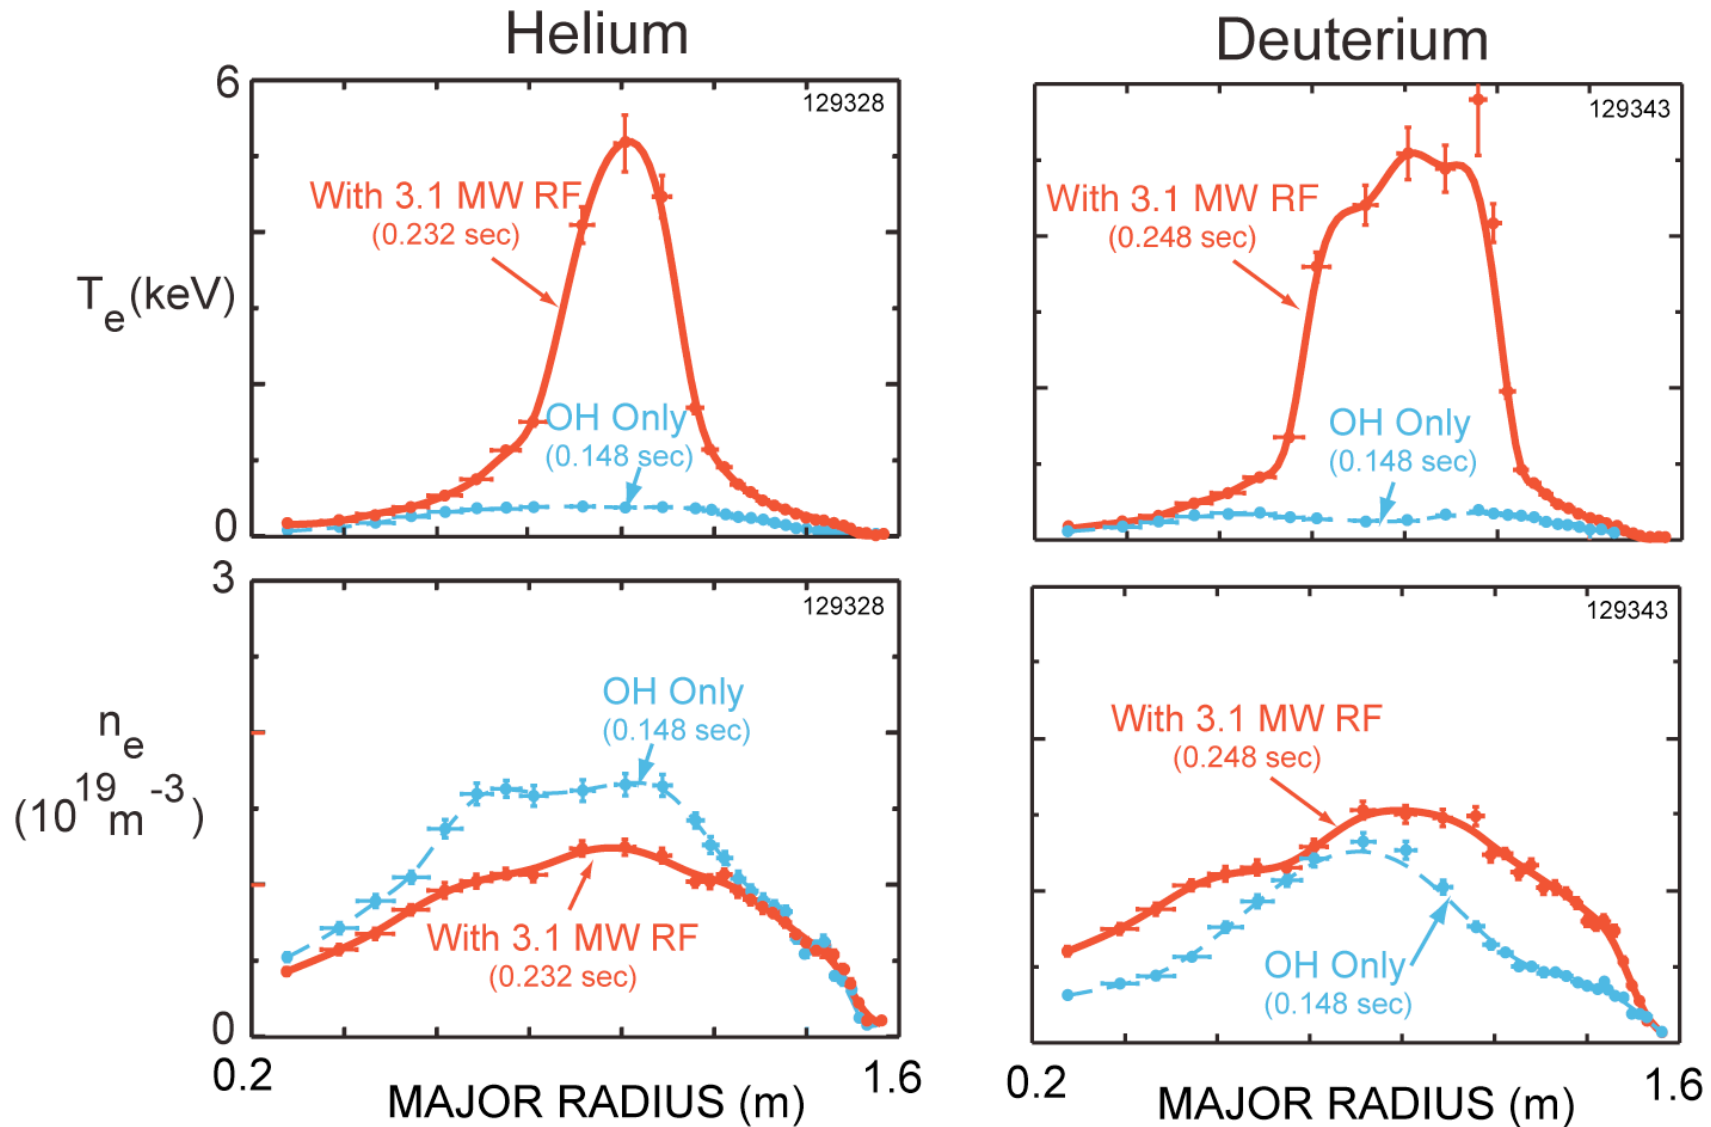 Helium
Deuterium
6
129328
129343
With 3.1 MW RF
(0.232 sec)
With 3.1 MW RF
(0.248 sec)
Te(keV)
OH Only
(0.148 sec)
OH Only
(0.148 sec)
0
3
129328
129343
OH Only
(0.148 sec)
With 3.1 MW RF
(0.248 sec)
ne
(10^19 m^-3)
With 3.1 MW RF
(0.232 sec)
OH Only
(0.148 sec)
0
0.2
1.6
0.2
1.6
MAJOR RADIUS (m)
MAJOR RADIUS (m)